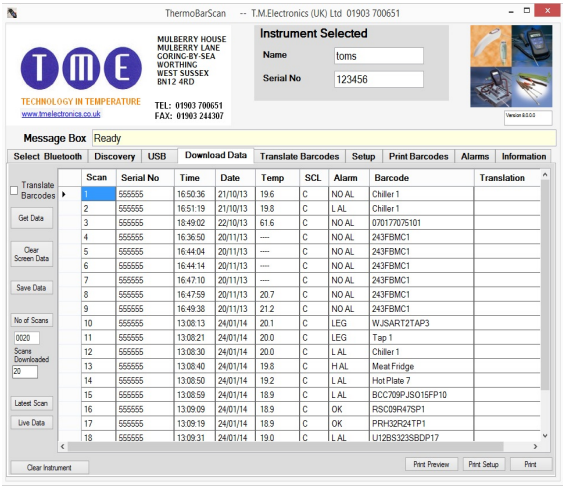 ThermoBarScan -- T.M.Electronics (UK) Ltd 01903 700651
TME
TECHNOLOGY IN TEMPERATURE
www.tmelectronics.co.uk
MULBERRY HOUSE
MULBERRY LANE
GORING-BY-SEA
WORTHING
WEST SUSSEX
BN12 4RD
TEL: 01903 700651
FAX: 01903 244307
Instrument Selected
Name toms
Serial No 123456
Version 8.0.0.0
Message Box Ready
Select Bluetooth Discovery USB Download Data Translate Barcodes Setup Print Barcodes Alarms Information
Translate
Barcodes
Get Data
Clear
Screen Data
Save Data
No of Scans
0020
Scans
Downloaded
20
Latest Scan
Live Data
Scan Serial No Time Date Temp SCL Alarm Barcode Translation
1 555555 16:50:36 21/10/13 19.6 C NO AL Chiller 1
2 555555 16:51:19 21/10/13 19.8 C L AL Chiller 1
3 555555 18:49:02 22/10/13 61.6 C NO AL 070177075101
4 555555 16:36:50 20/11/13 ---- C NO AL 243FBMC1
5 555555 16:44:04 20/11/13 ---- C NO AL 243FBMC1
6 555555 16:44:14 20/11/13 ---- C NO AL 243FBMC1
7 555555 16:47:10 20/11/13 ---- C NO AL 243FBMC1
8 555555 16:47:59 20/11/13 20.7 C NO AL 243FBMC1
9 555555 16:49:38 20/11/13 21.2 C NO AL 243FBMC1
10 555555 13:08:13 24/01/14 20.1 C LEG WJSART2TAP3
11 555555 13:08:21 24/01/14 20.0 C LEG Tap 1
12 555555 13:08:30 24/01/14 20.0 C L AL Chiller 1
13 555555 13:08:40 24/01/14 19.8 C H AL Meat Fridge
14 555555 13:08:50 24/01/14 19.2 C L AL Hot Plate 7
15 555555 13:08:59 24/01/14 18.9 C L AL BCC709PJSO15FP10
16 555555 13:09:09 24/01/14 18.9 C OK RSC09R47SP1
17 555555 13:09:19 24/01/14 18.9 C OK PRH32R24TP1
18 555555 13:09:31 24/01/14 19.0 C L AL U12BS323SBDP17
Clear Instrument
Print Preview Print Setup Print